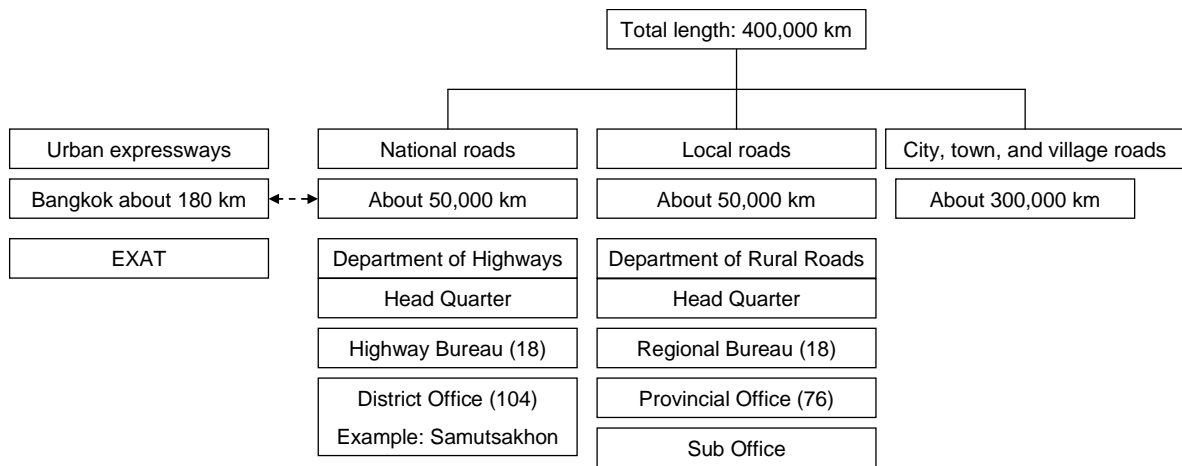 Total length: 400,000 km
Urban expressways
National roads
Local roads
City, town, and village roads
Bangkok about 180 km
About 50,000 km
About 50,000 km
About 300,000 km
EXAT
Department of Highways
Department of Rural Roads
Head Quarter
Head Quarter
Highway Bureau (18)
Regional Bureau (18)
District Office (104)
Provincial Office (76)
Example: Samutsakhon
Sub Office